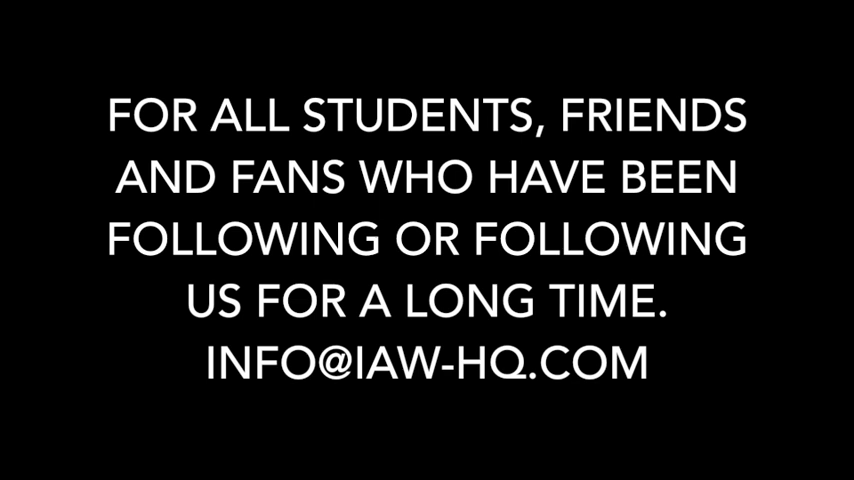 FOR ALL STUDENTS, FRIENDS
AND FANS WHO HAVE BEEN
FOLLOWING OR FOLLOWING
US FOR A LONG TIME.
INFO@IAW-HQ.COM